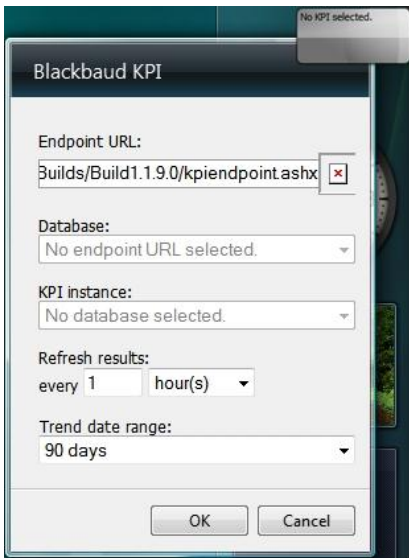 No KPI selected.
Blackbaud KPI
Endpoint URL:
Builds/Build1.1.9.0/kpiendpoint.ashx
Database:
No endpoint URL selected.
KPI instance:
No database selected.
Refresh results:
every 1 hour(s)
Trend date range:
90 days
OK Cancel